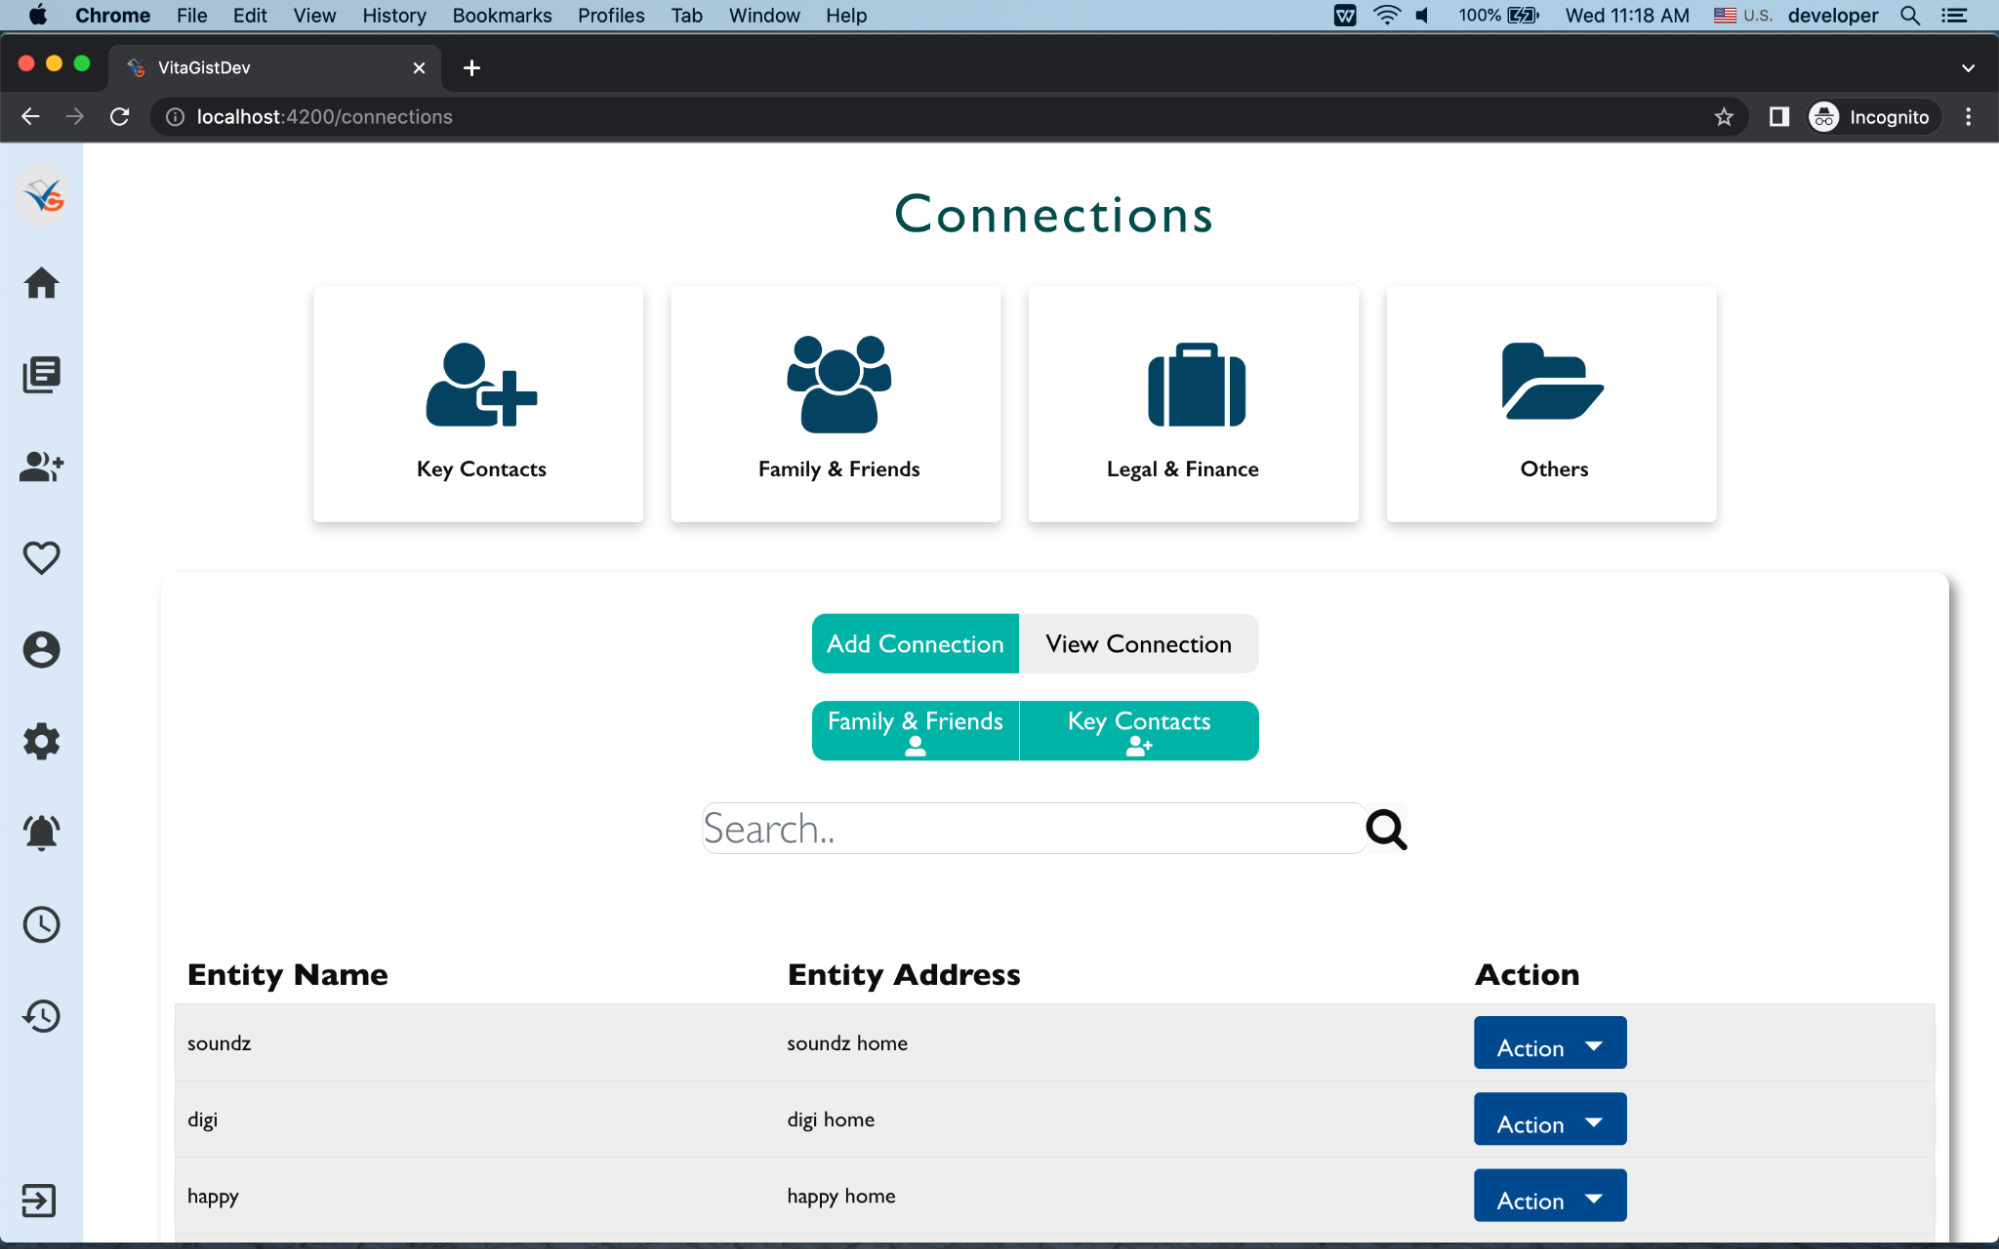 Chrome File Edit View History Bookmarks Profiles Tab Window Help 100% Wed 11:18 AM U.S. developer
VitaGistDev
localhost:4200/connections Incognito
Connections
Key Contacts Family & Friends Legal & Finance Others
Add Connection View Connection
Family & Friends Key Contacts
Search..
Entity Name Entity Address Action
soundz soundz home Action
digi digi home Action
happy happy home Action